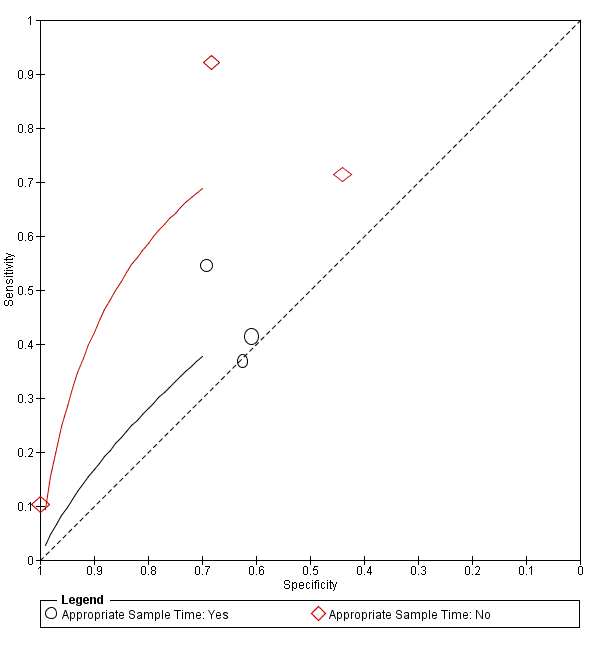 1
0.9
0.8
0.7
0.6
0.5
0.4
0.3
0.2
0.1
0
Sensitivity
1 0.9 0.8 0.7 0.6 0.5 0.4 0.3 0.2 0.1 0
Specificity
Legend
Appropriate Sample Time: Yes Appropriate Sample Time: No